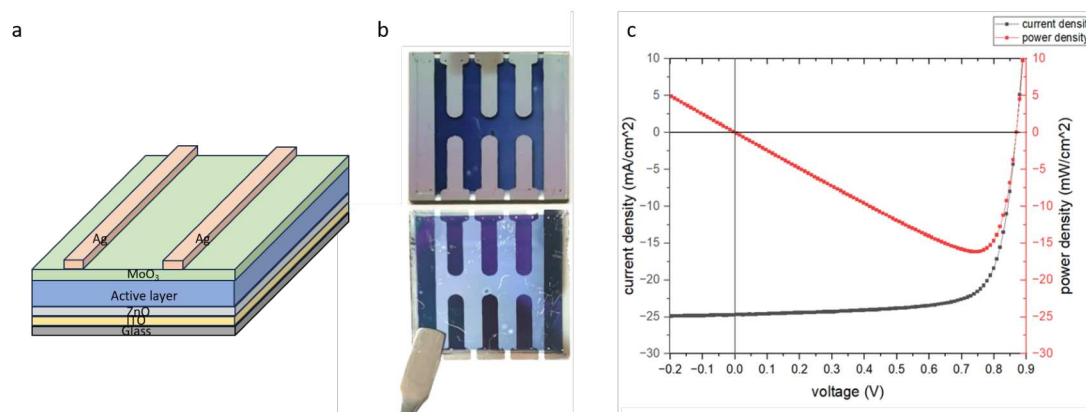 a
b
c
Ag
Ag
MoO₃
Active layer
ZnO
ITO
Glass
current density
power density
current density (mA/cm^2)
10
5
0
−5
−10
−15
−20
−25
−30
−0.2
−0.1
0.0
0.1
0.2
0.3
0.4
0.5
0.6
0.7
0.8
0.9
voltage (V)
10
5
0
−5
−10
−15
−20
−25
−30
power density (mW/cm^2)